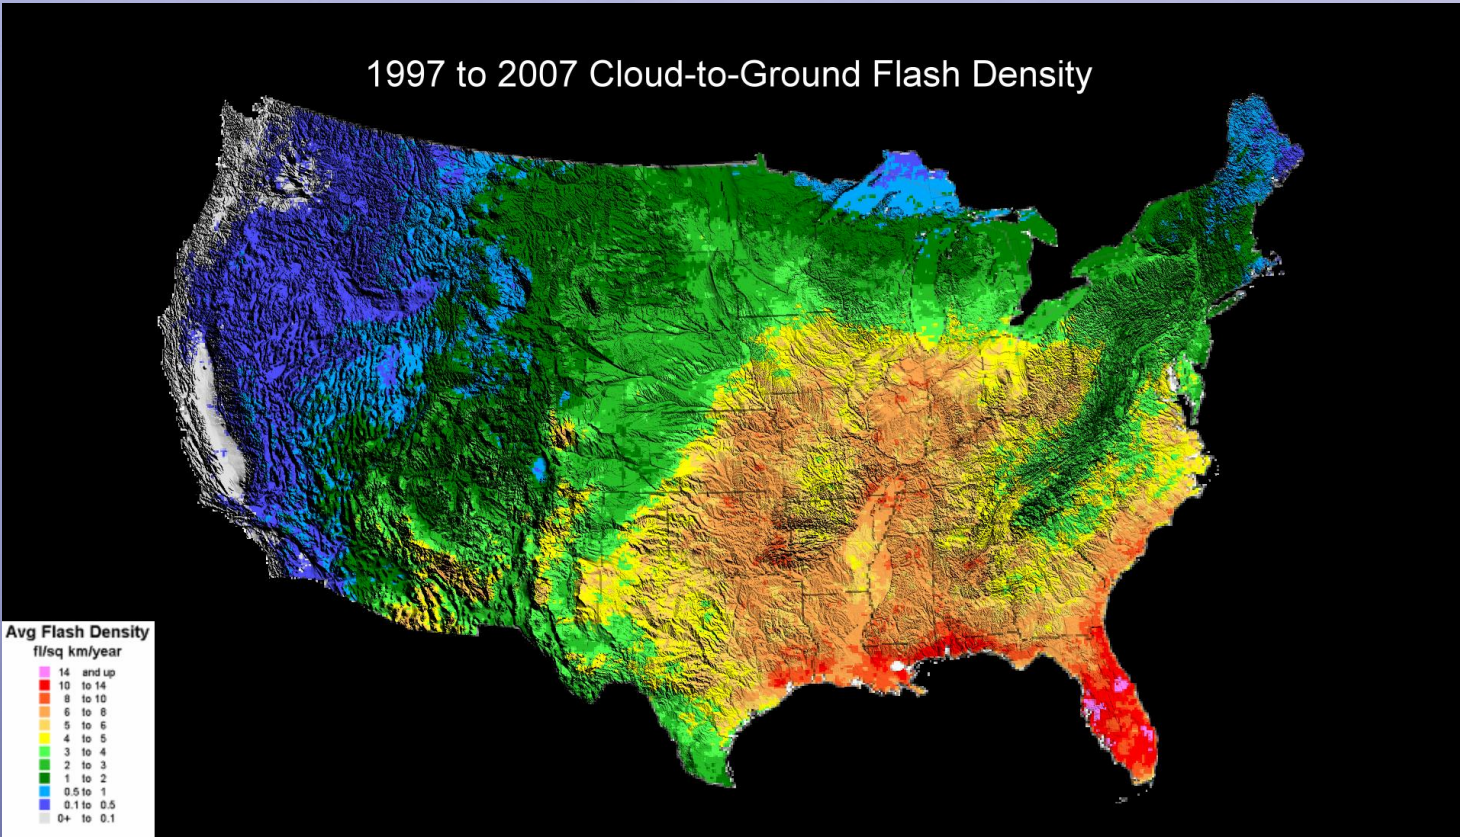 1997 to 2007 Cloud-to-Ground Flash Density
Avg Flash Density
fl/sq km/year
14 and up
10 to 14
8 to 10
6 to 8
5 to 6
4 to 5
3 to 4
2 to 3
1 to 2
0.5 to 1
0.1 to 0.5
0+ to 0.1